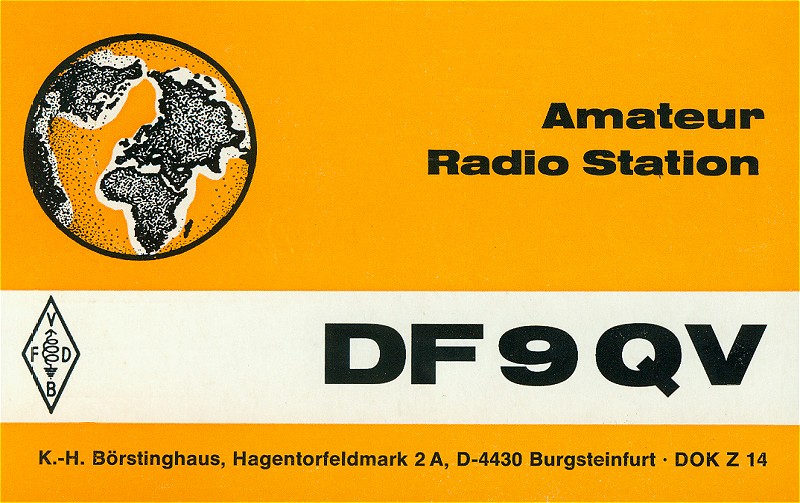 Amateur
Radio Station
V
F D
B
DF9QV
K.-H. Börstinghaus, Hagentorfeldmark 2 A, D-4430 Burgsteinfurt · DOK Z 14